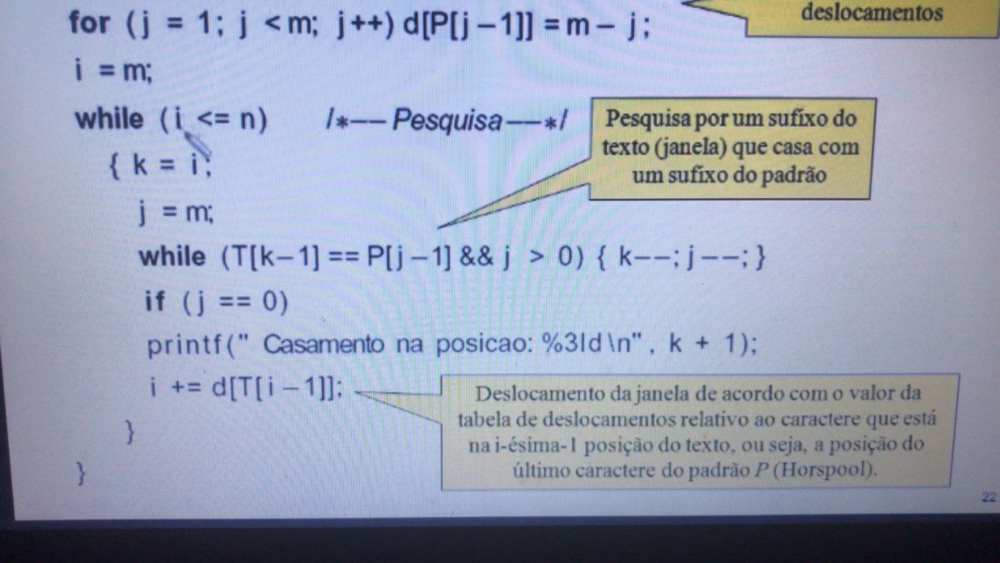 for (j = 1; j < m; j++) d[P[j−1]] = m − j;
deslocamentos
i = m;
while (i <= n) /*−− Pesquisa −−*/
{ k = i;
j = m;
while (T[k−1] == P[j−1] && j > 0) { k−−; j−−; }
if (j == 0)
printf(" Casamento na posicao: %3ld\n", k + 1);
i += d[T[i−1]];
}
}
Pesquisa por um sufixo do
texto (janela) que casa com
um sufixo do padrão
Deslocamento da janela de acordo com o valor da
tabela de deslocamentos relativo ao caractere que está
na i-ésima-1 posição do texto, ou seja, a posição do
último caractere do padrão P (Horspool).
22